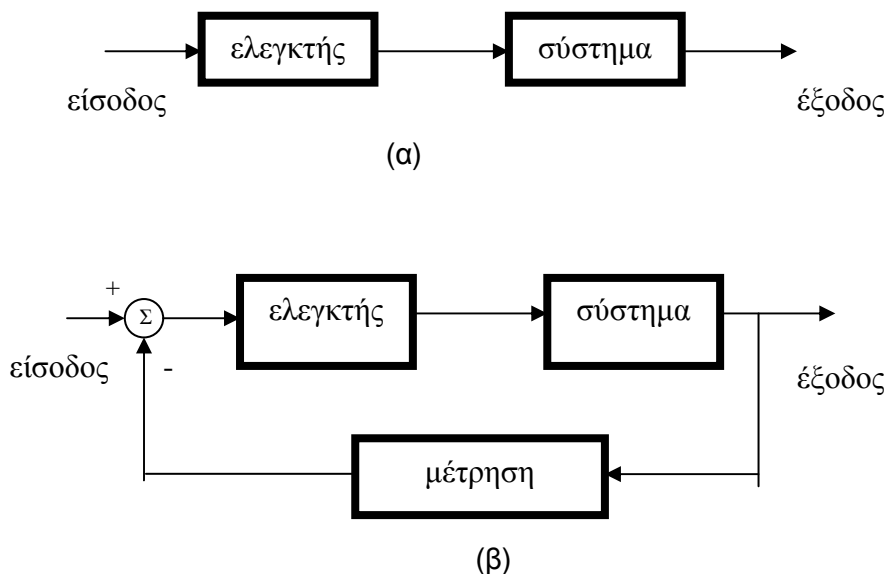 ελεγκτής σύστημα
είσοδος έξοδος
(α)
+ Σ ελεγκτής σύστημα
είσοδος - έξοδος
μέτρηση
(β)